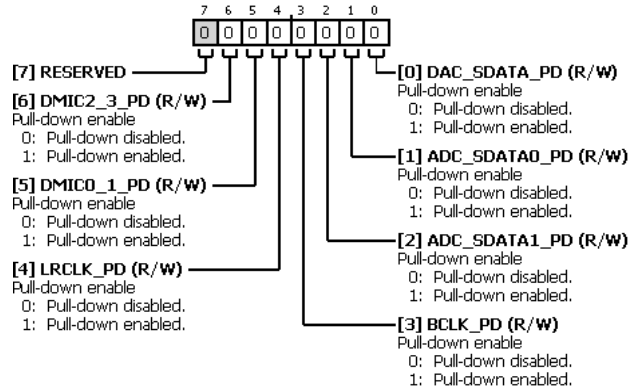 7 6 5 4 3 2 1 0
0 0 0 0 0 0 0 0
[7] RESERVED
[6] DMIC2_3_PD (R/W)
Pull-down enable
0: Pull-down disabled.
1: Pull-down enabled.
[5] DMIC0_1_PD (R/W)
Pull-down enable
0: Pull-down disabled.
1: Pull-down enabled.
[4] LRCLK_PD (R/W)
Pull-down enable
0: Pull-down disabled.
1: Pull-down enabled.
[0] DAC_SDATA_PD (R/W)
Pull-down enable
0: Pull-down disabled.
1: Pull-down enabled.
[1] ADC_SDATA0_PD (R/W)
Pull-down enable
0: Pull-down disabled.
1: Pull-down enabled.
[2] ADC_SDATA1_PD (R/W)
Pull-down enable
0: Pull-down disabled.
1: Pull-down enabled.
[3] BCLK_PD (R/W)
Pull-down enable
0: Pull-down disabled.
1: Pull-down enabled.